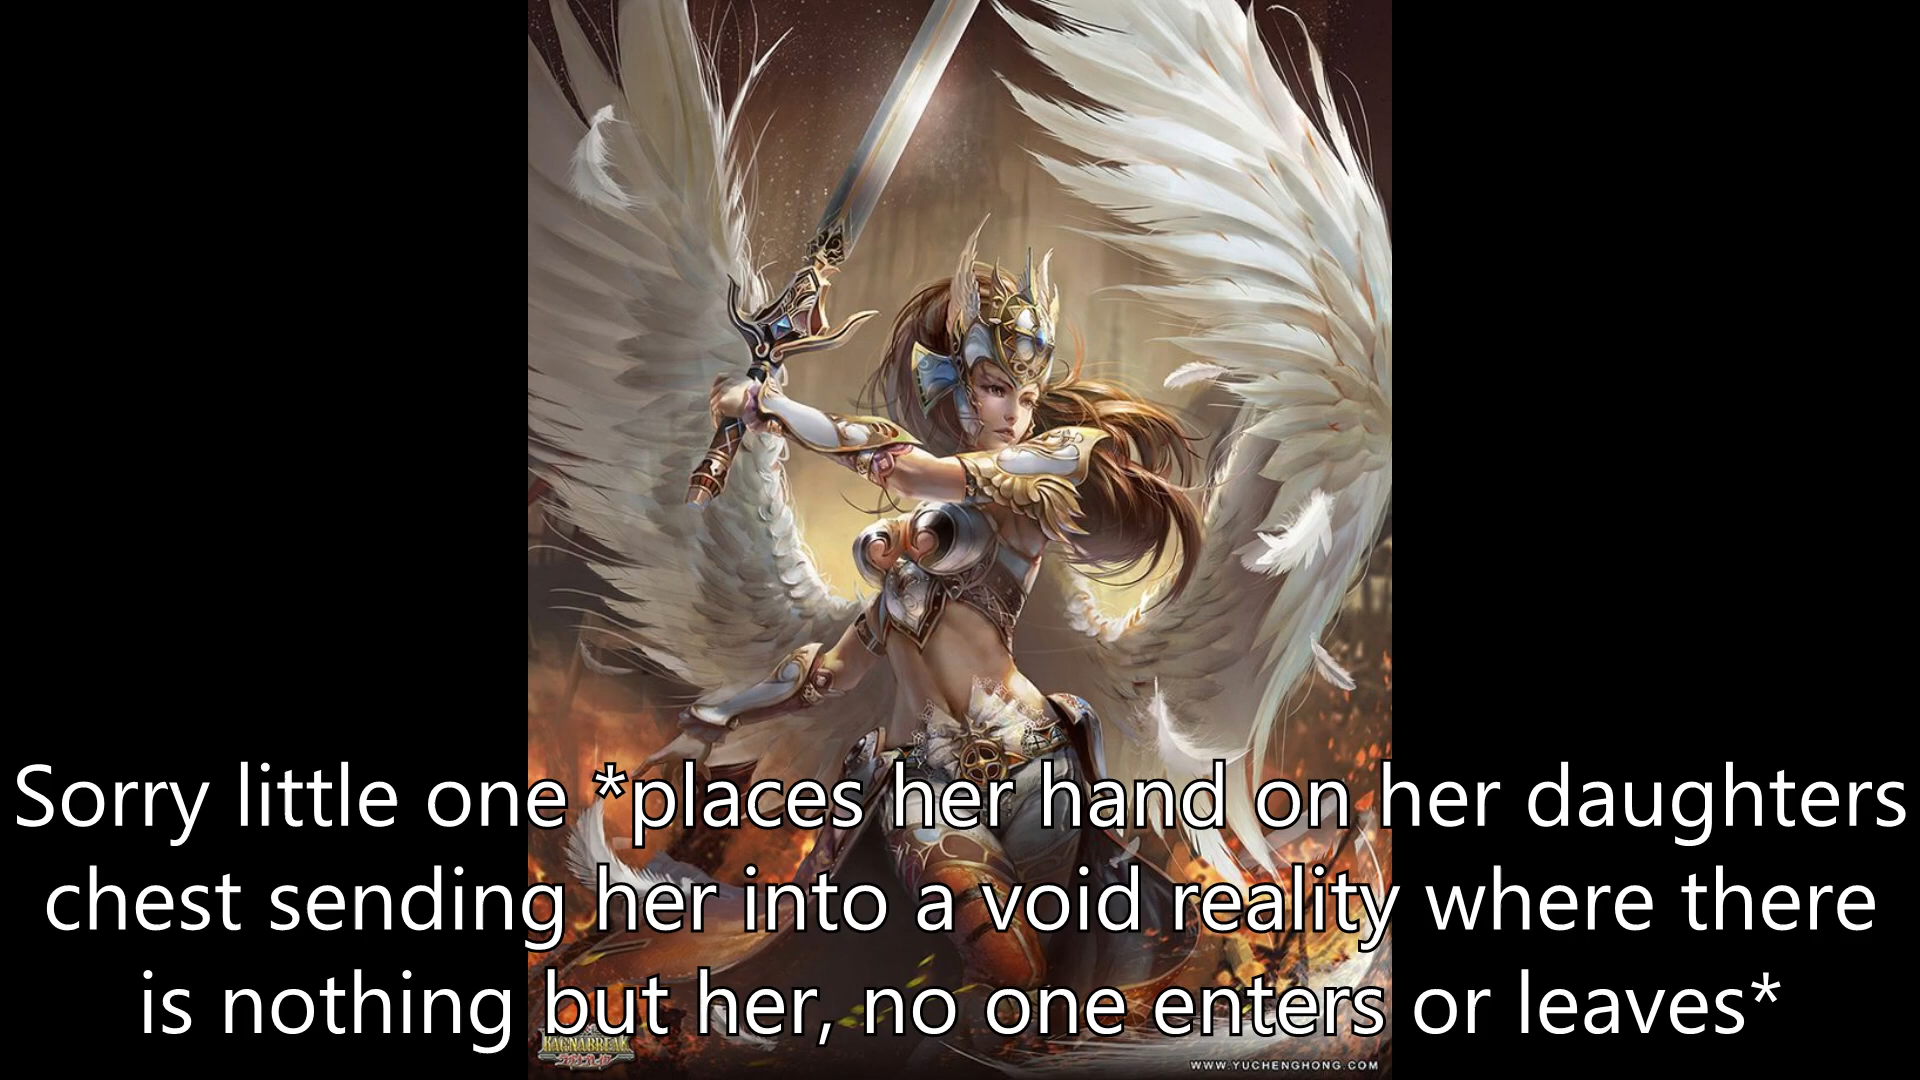 Sorry little one *places her hand on her daughters
chest sending her into a void reality where there
is nothing but her, no one enters or leaves*
RAGNABREAK
WWW.YUCHENGHONG.COM